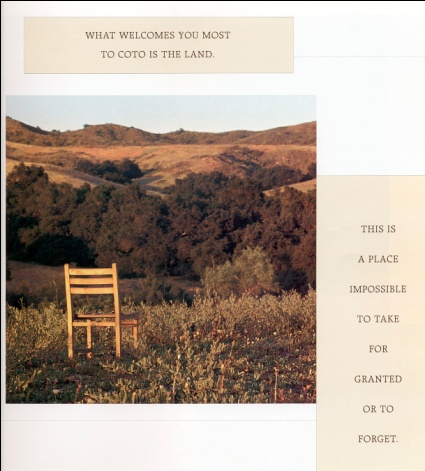 WHAT WELCOMES YOU MOST
TO COTO IS THE LAND.
THIS IS
A PLACE
IMPOSSIBLE
TO TAKE
FOR
GRANTED
OR TO
FORGET.